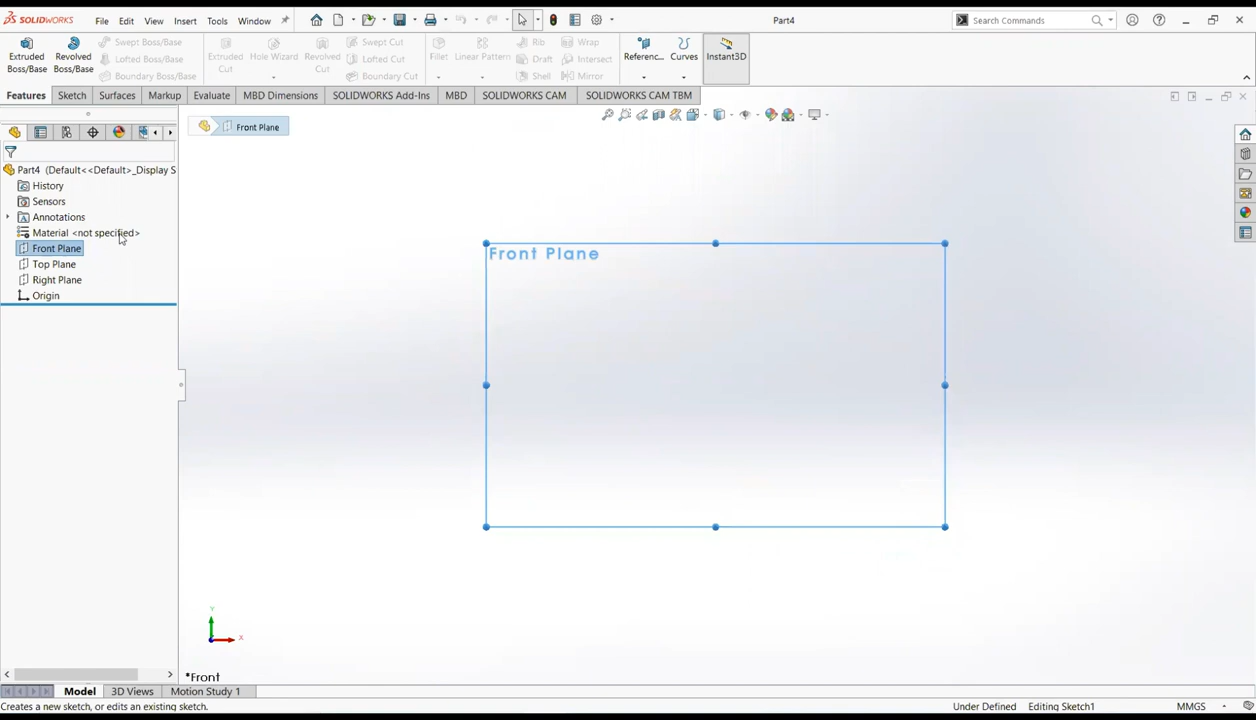 SOLIDWORKS File Edit View Insert Tools Window Part4 Search Commands
Extruded Boss/Base
Revolved Boss/Base
Swept Boss/Base
Lofted Boss/Base
Boundary Boss/Base
Extruded Cut
Hole Wizard
Revolved Cut
Swept Cut
Lofted Cut
Boundary Cut
Fillet
Linear Pattern
Rib
Draft
Shell
Wrap
Intersect
Mirror
Referenc...
Curves
Instant3D
Features Sketch Surfaces Markup Evaluate MBD Dimensions SOLIDWORKS Add-Ins MBD SOLIDWORKS CAM SOLIDWORKS CAM TBM
Front Plane
Part4 (Default<<Default>_Display S
History
Sensors
Annotations
Material <not specified>
Front Plane
Top Plane
Right Plane
Origin
Front Plane
Y
X
*Front
Model 3D Views Motion Study 1
Creates a new sketch, or edits an existing sketch. Under Defined Editing Sketch1 MMGS